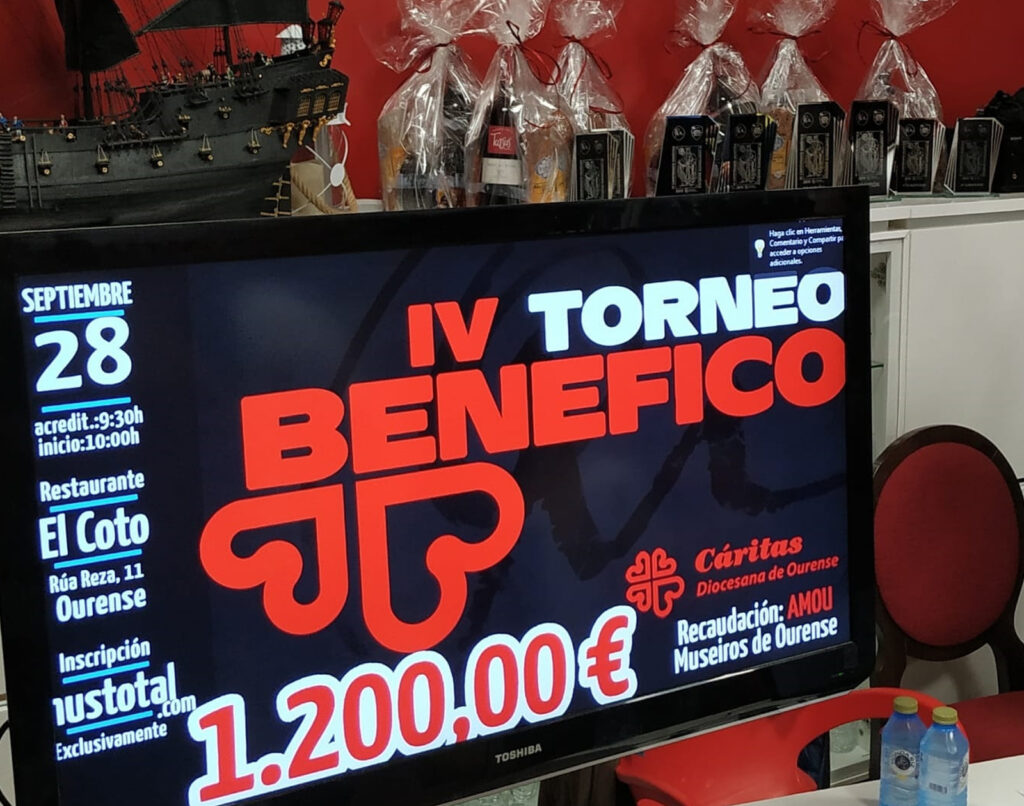 Haga clic en Herramientas,
Comentario y Compartir pa
acceder a opciones
adicionales.
SEPTIEMBRE
28
acredit.:9:30h
inicio:10:00h
Restaurante
El Coto
Rúa Reza, 11
Ourense
Inscripción
mustotal
.com
Exclusivamente
IV TORNEO
BENEFICO
Cáritas
Diocesana de Ourense
Recaudación: AMOU
Museiros de Ourense
1.200,00 €
TOSHIBA